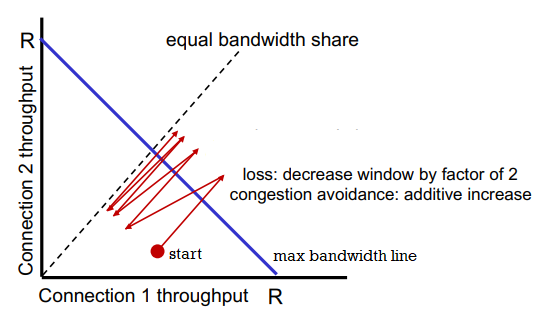 R
equal bandwidth share
Connection 2 throughput
loss: decrease window by factor of 2
congestion avoidance: additive increase
start
max bandwidth line
Connection 1 throughput
R